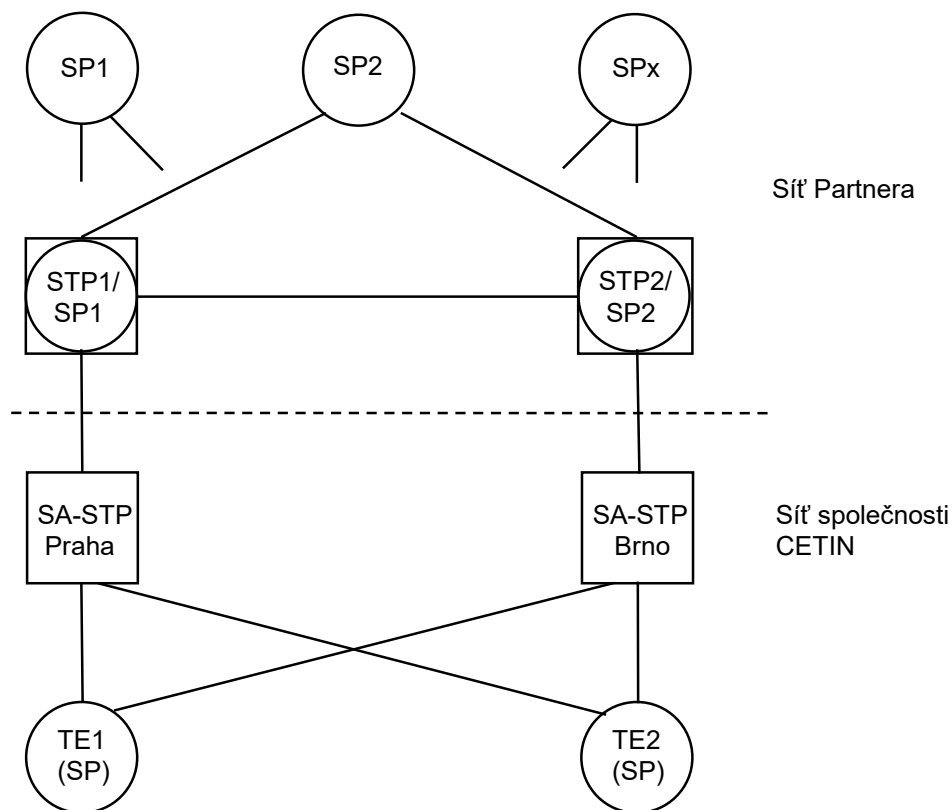 SP1
SP2
SPx
Síť Partnera
STP1/
SP1
STP2/
SP2
SA-STP
Praha
SA-STP
Brno
Síť společnosti
CETIN
TE1
(SP)
TE2
(SP)